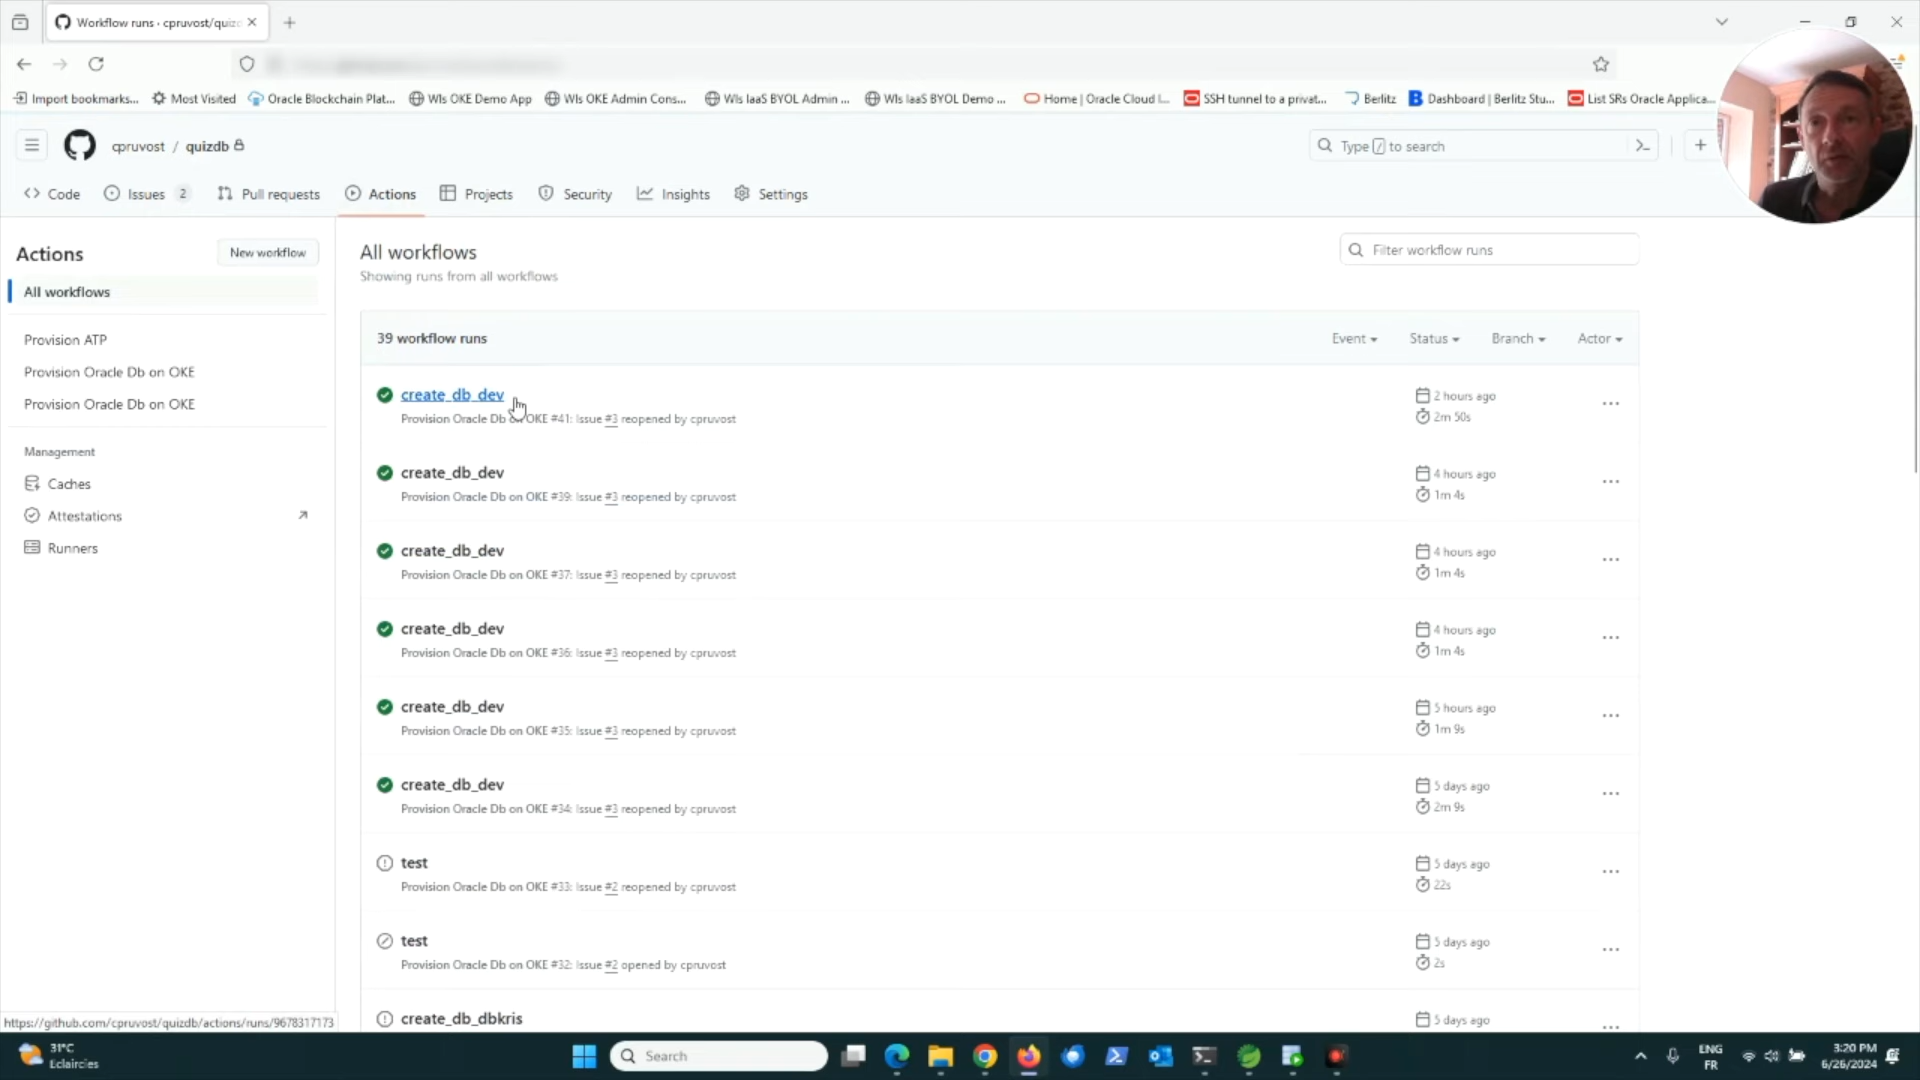 Workflow runs · cpruvost/quiz
Import bookmarks...
Most Visited
Oracle Blockchain Plat...
Wls OKE Demo App
Wls OKE Admin Cons...
Wls IaaS BYOL Admin ...
Wls IaaS BYOL Demo ...
Home | Oracle Cloud I...
SSH tunnel to a privat...
Berlitz
Dashboard | Berlitz Stu...
List SRs Oracle Applica...
cpruvost / quizdb
Type / to search
Code
Issues 2
Pull requests
Actions
Projects
Security
Insights
Settings
Actions
New workflow
All workflows
Provision ATP
Provision Oracle Db on OKE
Provision Oracle Db on OKE
Management
Caches
Attestations
Runners
All workflows
Showing runs from all workflows
Filter workflow runs
39 workflow runs
Event
Status
Branch
Actor
create_db_dev
Provision Oracle Db on OKE #41: Issue #3 reopened by cpruvost
2 hours ago
2m 50s
create_db_dev
Provision Oracle Db on OKE #39: Issue #3 reopened by cpruvost
4 hours ago
1m 4s
create_db_dev
Provision Oracle Db on OKE #37: Issue #3 reopened by cpruvost
4 hours ago
1m 4s
create_db_dev
Provision Oracle Db on OKE #36: Issue #3 reopened by cpruvost
4 hours ago
1m 4s
create_db_dev
Provision Oracle Db on OKE #35: Issue #3 reopened by cpruvost
5 hours ago
1m 9s
create_db_dev
Provision Oracle Db on OKE #34: Issue #3 reopened by cpruvost
5 days ago
2m 9s
test
Provision Oracle Db on OKE #33: Issue #2 reopened by cpruvost
5 days ago
22s
test
Provision Oracle Db on OKE #32: Issue #2 opened by cpruvost
5 days ago
2s
create_db_dbkris
5 days ago
https://github.com/cpruvost/quizdb/actions/runs/9678317173
31°C
Eclaircies
Search
ENG
FR
3:20 PM
6/26/2024